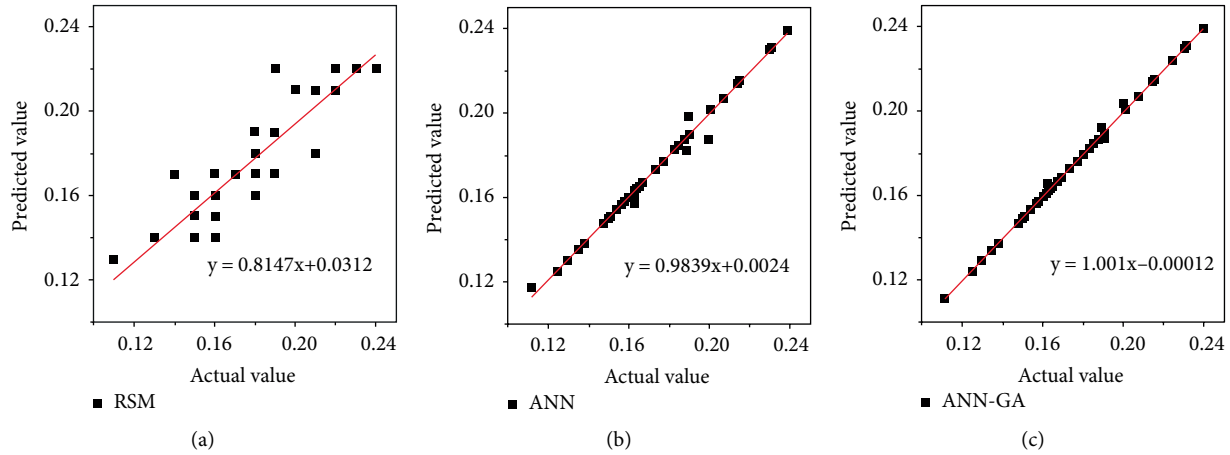 0.24
0.20
0.16
0.12
Predicted value
y = 0.8147x+0.0312
0.12 0.16 0.20 0.24
Actual value
RSM
(a)
0.24
0.20
0.16
0.12
Predicted value
y = 0.9839x+0.0024
0.12 0.16 0.20 0.24
Actual value
ANN
(b)
0.24
0.20
0.16
0.12
Predicted value
y = 1.001x−0.00012
0.12 0.16 0.20 0.24
Actual value
ANN-GA
(c)